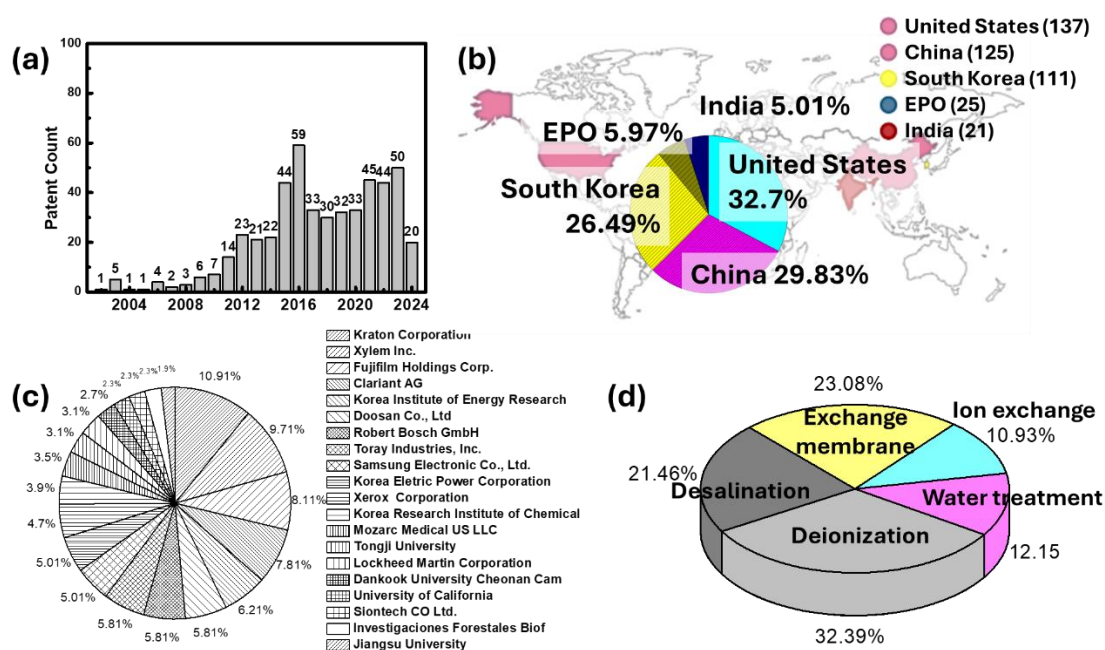 (a)
100
80
60
40
20
0
Patent Count
1
5
1
1
4
2
3
6
7
14
23
21
22
44
59
33
30
32
33
45
44
50
20
2004
2008
2012
2016
2020
2024
(b)
United States (137)
China (125)
South Korea (111)
EPO (25)
India (21)
India 5.01%
EPO 5.97%
United States
32.7%
South Korea
26.49%
China 29.83%
(c)
10.91%
9.71%
8.11%
7.81%
6.21%
5.81%
5.81%
5.81%
5.01%
5.01%
4.7%
3.9%
3.5%
3.1%
3.1%
2.7%
2.3%
2.3%
2.3%
1.9%
Kraton Corporation
Xylem Inc.
Fujifilm Holdings Corp.
Clariant AG
Korea Institute of Energy Research
Doosan Co., Ltd
Robert Bosch GmbH
Toray Industries, Inc.
Samsung Electronic Co., Ltd.
Korea Eletric Power Corporation
Xerox Corporation
Korea Research Institute of Chemical
Mozarc Medical US LLC
Tongji University
Lockheed Martin Corporation
Dankook University Cheonan Cam
University of California
Siontech CO Ltd.
Investigaciones Forestales Biof
Jiangsu University
(d)
23.08%
Exchange
membrane
Ion exchange
10.93%
21.46%
Desalination
Water treatment
12.15
Deionization
32.39%